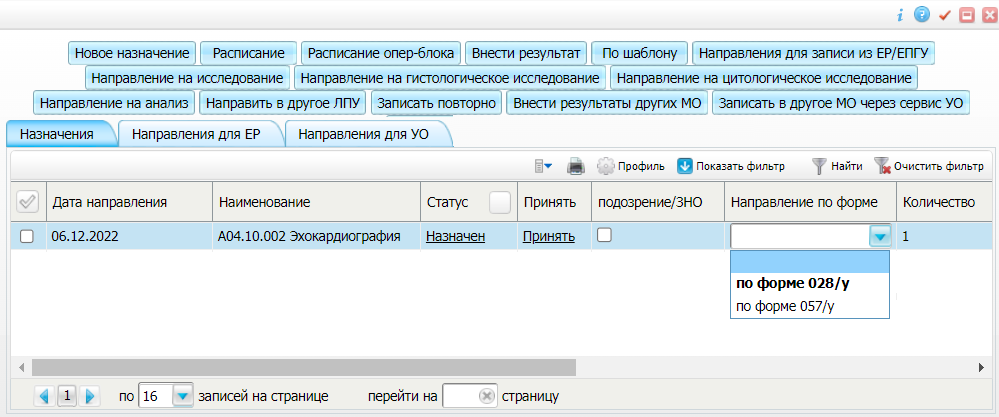 Новое назначение Расписание Расписание опер-блока Внести результат По шаблону Направления для записи из ЕР/ЕПГУ
Направление на исследование Направление на гистологическое исследование Направление на цитологическое исследование
Направление на анализ Направить в другое ЛПУ Записать повторно Внести результаты других МО Записать в другое МО через сервис УО
Назначения Направления для ЕР Направления для УО
Профиль Показать фильтр Найти Очистить фильтр
Дата направления Наименование Статус Принять подозрение/ЗНО Направление по форме Количество
06.12.2022 A04.10.002 Эхокардиография Назначен Принять 1
по форме 028/у
по форме 057/у
1 по 16 записей на странице перейти на страницу